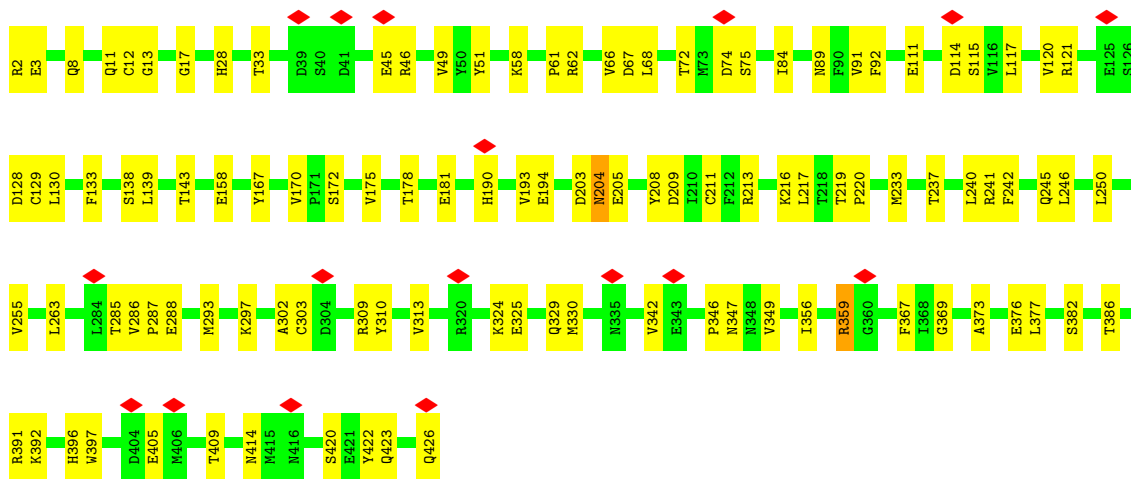 R2 E3 Q8 Q11 C12 G13 G17 H28 T33 D39 S40 D41 E45 R46 V49 Y50 Y51 K58 P61 R62 V66 D67 L68 T72 M73 D74 S75 I84 N89 F90 V91 F92 E111 D114 S115 V116 L117 V120 R121 E125 S126
D128 C129 L130 F133 S138 L139 T143 E158 Y167 V170 P171 S172 V175 T178 E181 H190 V193 E194 D203 N204 E205 Y208 D209 I210 C211 F212 R213 K216 L217 T218 T219 P220 M233 T237 L240 R241 F242 Q245 L246 L250
V255 L263 L284 T285 V286 P287 E288 M293 K297 A302 C303 D304 R309 Y310 V313 R320 K324 E325 Q329 M330 N335 V342 E343 P346 N347 N348 V349 I356 R359 G360 F367 I368 G369 A373 E376 L377 S382 T386
R391 K392 H396 W397 D404 E405 M406 T409 N414 M415 N416 S420 E421 Y422 Q423 Q426